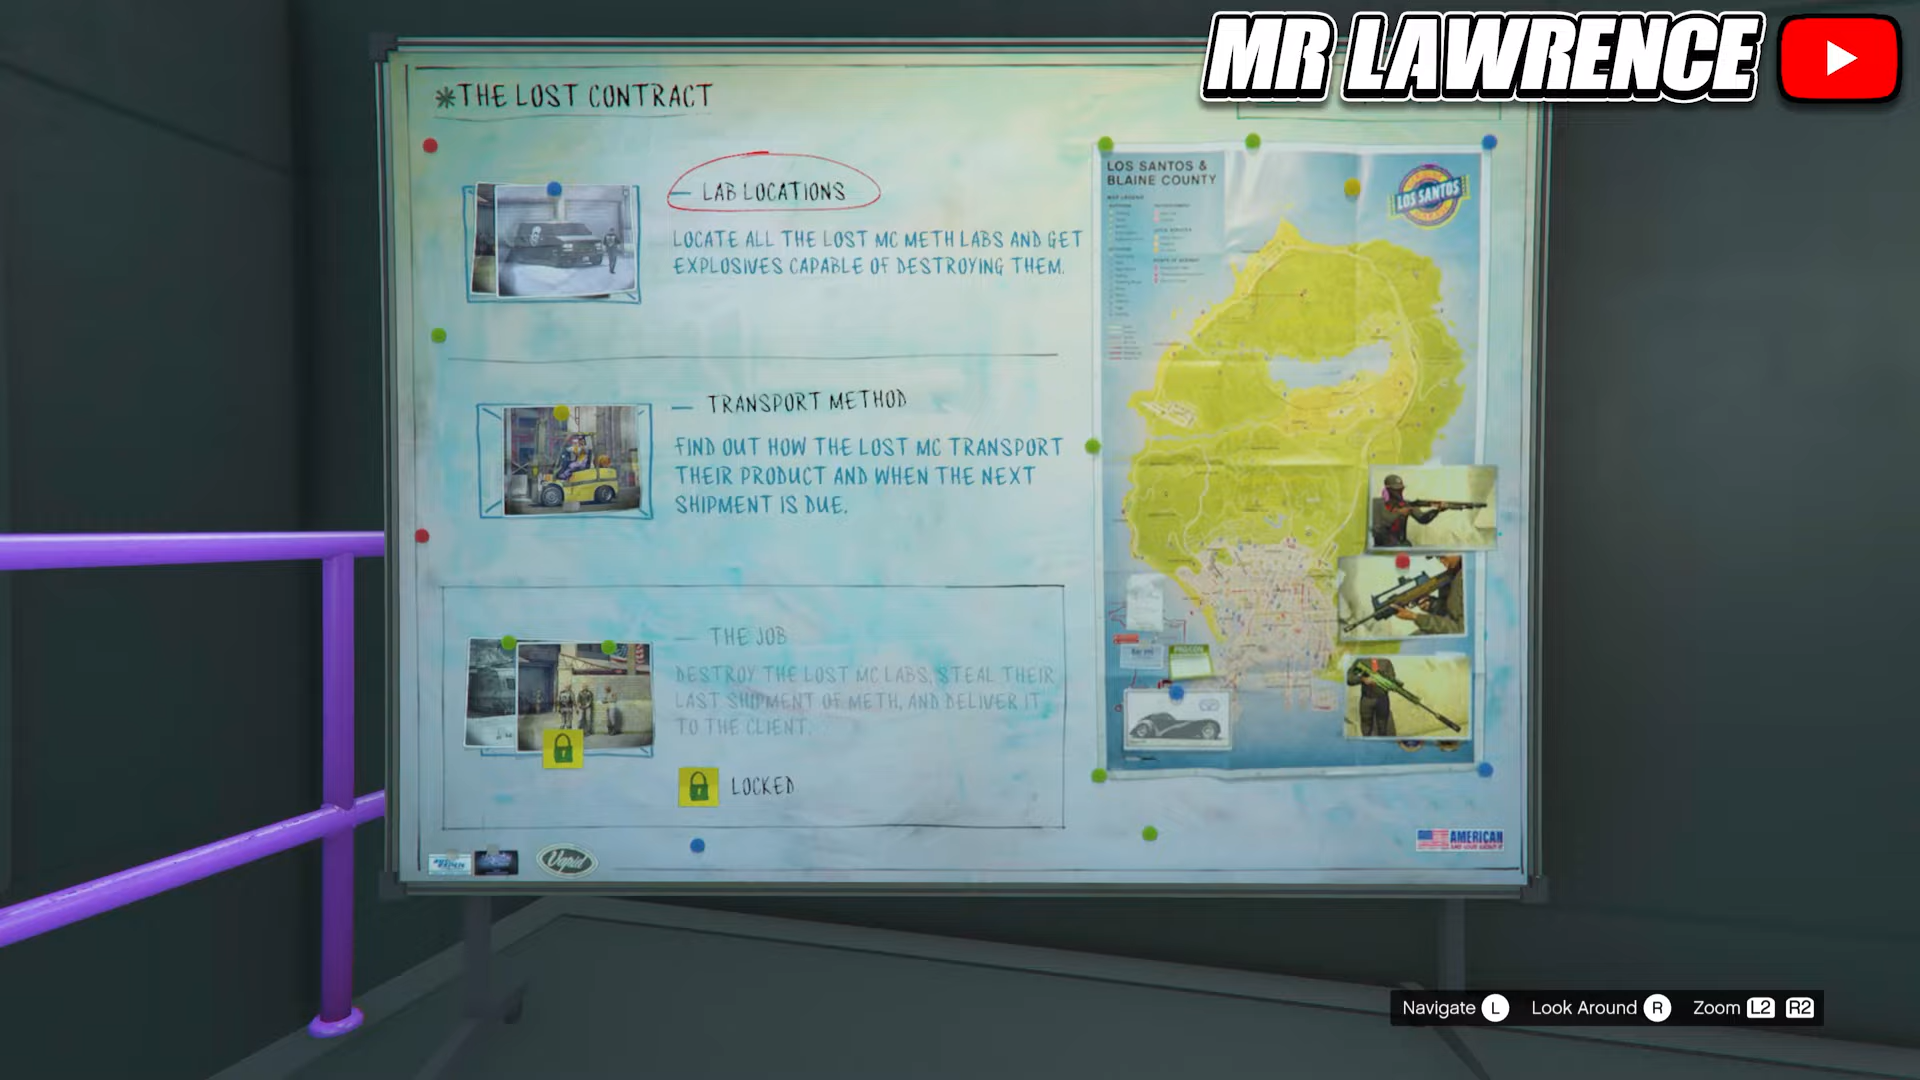 MR LAWRENCE
*THE LOST CONTRACT
— LAB LOCATIONS
LOCATE ALL THE LOST MC METH LABS AND GET
EXPLOSIVES CAPABLE OF DESTROYING THEM.
— TRANSPORT METHOD
FIND OUT HOW THE LOST MC TRANSPORT
THEIR PRODUCT AND WHEN THE NEXT
SHIPMENT IS DUE.
— THE JOB
DESTROY THE LOST MC LABS, STEAL THEIR
LAST SHIPMENT OF METH, AND DELIVER IT
TO THE CLIENT.
LOCKED
Vapid
LOS SANTOS &
BLAINE COUNTY
LOS SANTOS
AMERICAN
Navigate L Look Around R Zoom L2 R2